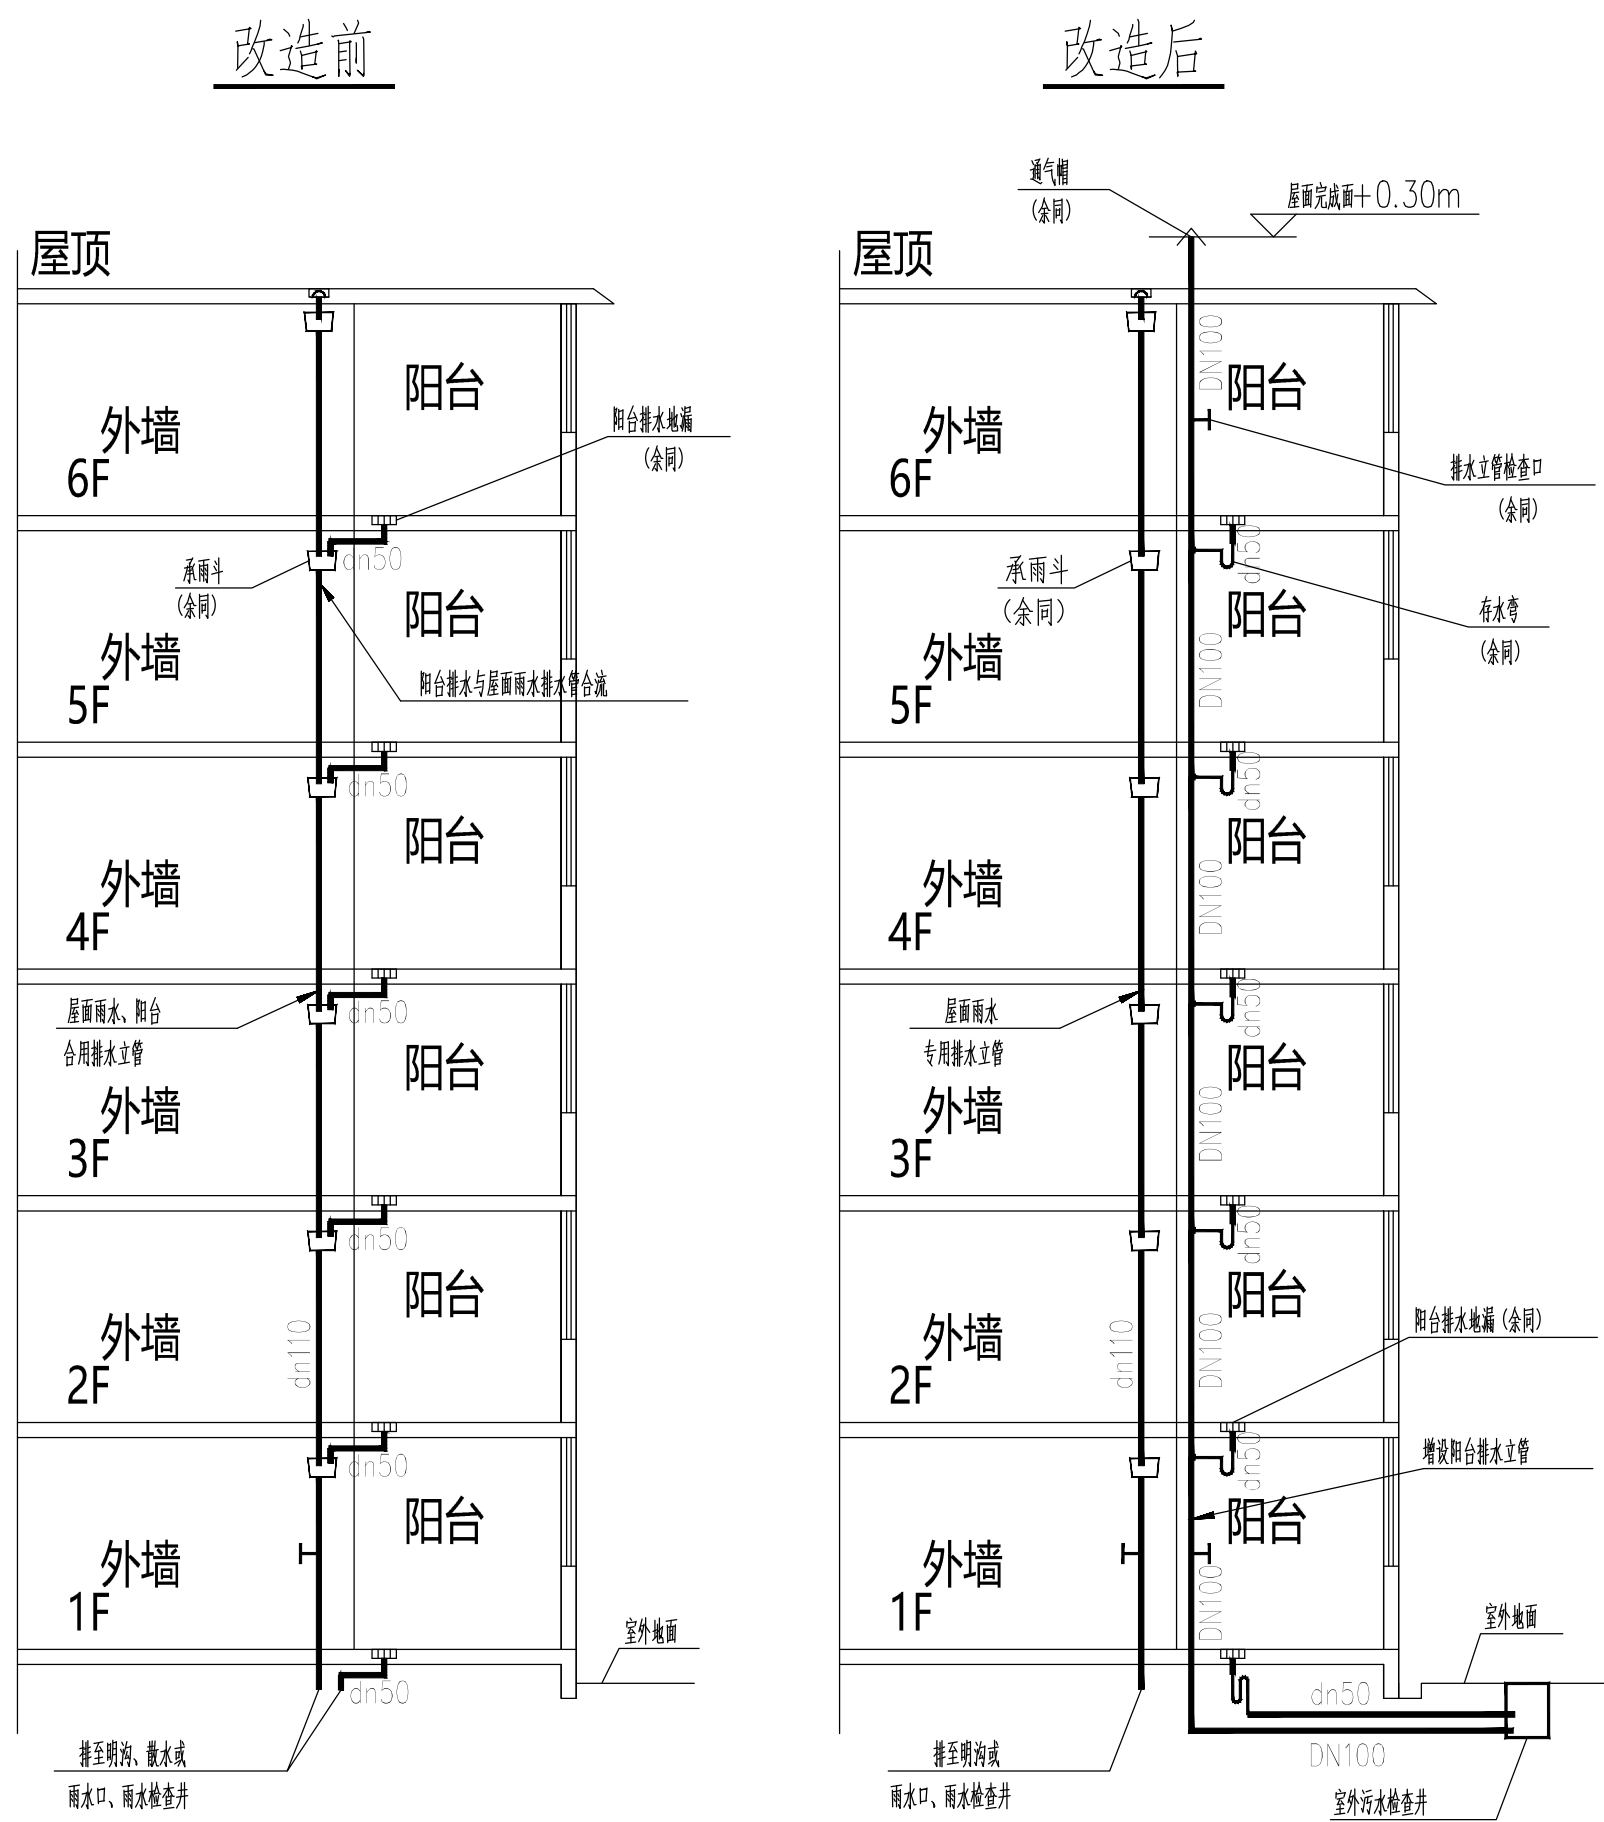 改造前
屋顶
阳台
外墙
6F
阳台排水地漏
(余同)
dn50
承雨斗
(余同)
阳台
外墙
阳台排水与屋面雨水排水管合流
5F
dn50
阳台
外墙
4F
屋面雨水、阳台
合用排水立管
dn50
阳台
外墙
3F
dn50
阳台
外墙
dn110
2F
dn50
阳台
外墙
1F
室外地面
dn50
排至明沟、散水或
雨水口、雨水检查井
改造后
通气帽
(余同)
屋面完成面+0.30m
屋顶
DN100
阳台
外墙
6F
排水立管检查口
(余同)
dn50
承雨斗
(余同)
阳台
存水弯
(余同)
外墙
DN100
5F
dn50
阳台
外墙
DN100
4F
屋面雨水
专用排水立管
dn50
阳台
外墙
DN100
3F
dn50
阳台
阳台排水地漏(余同)
外墙
dn110
DN100
2F
dn50
增设阳台排水立管
阳台
外墙
DN100
1F
室外地面
dn50
DN100
排至明沟或
雨水口、雨水检查井
室外污水检查井